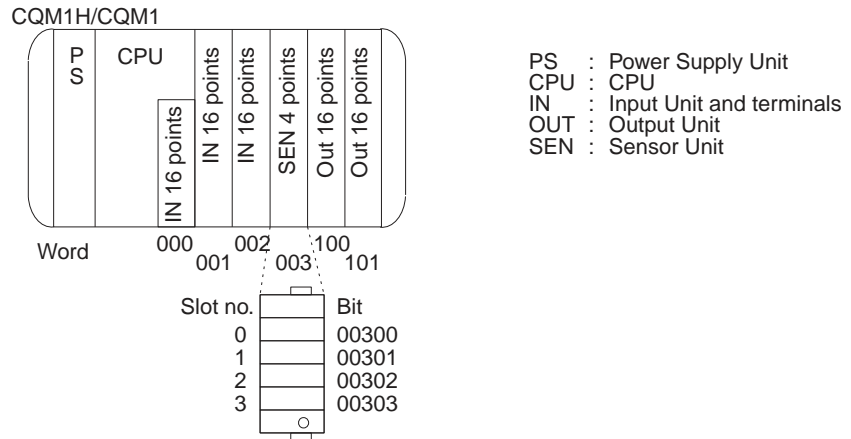 CQM1H/CQM1
PS
CPU
IN 16 points
IN 16 points
IN 16 points
SEN 4 points
Out 16 points
Out 16 points
PS : Power Supply Unit
CPU : CPU
IN : Input Unit and terminals
OUT : Output Unit
SEN : Sensor Unit
Word 000 002 100
001 003 101
Slot no. Bit
0 00300
1 00301
2 00302
3 00303